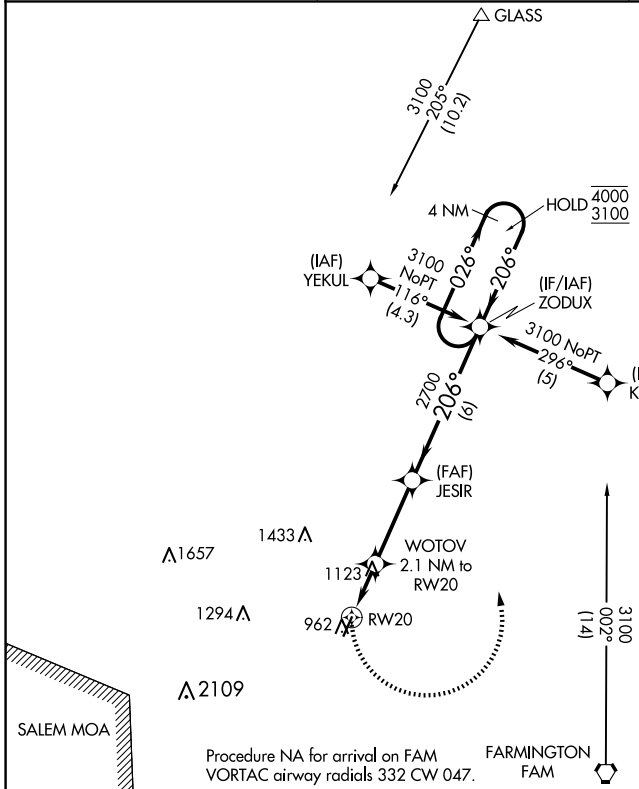 GLASS
3100
205°
(10.2)
4 NM
HOLD 4000
3100
026°
206°
(IAF)
YEKUL
3100
NoPT
116°
(4.3)
(IF/IAF)
ZODUX
3100 NoPT
296°
(5)
(I
K
2700
206°
(6)
(FAF)
JESIR
1433
1657
WOTOV
2.1 NM to
RW20
1123
1294
962
RW20
3100
002°
(14)
2109
SALEM MOA
Procedure NA for arrival on FAM
VORTAC airway radials 332 CW 047.
FARMINGTON
FAM